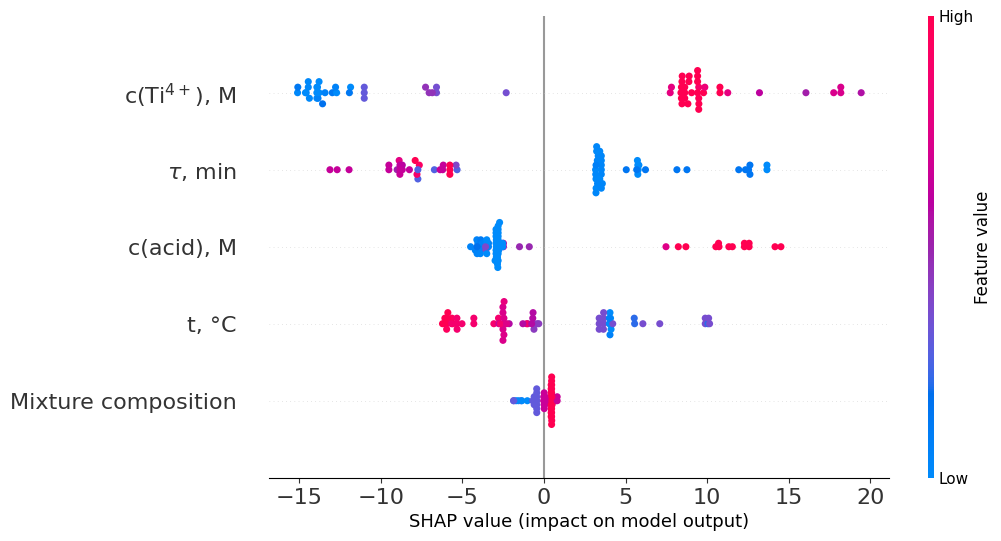 High
c(Ti⁴⁺), M
τ, min
c(acid), M
t, °C
Mixture composition
Feature value
Low
−15 −10 −5 0 5 10 15 20
SHAP value (impact on model output)